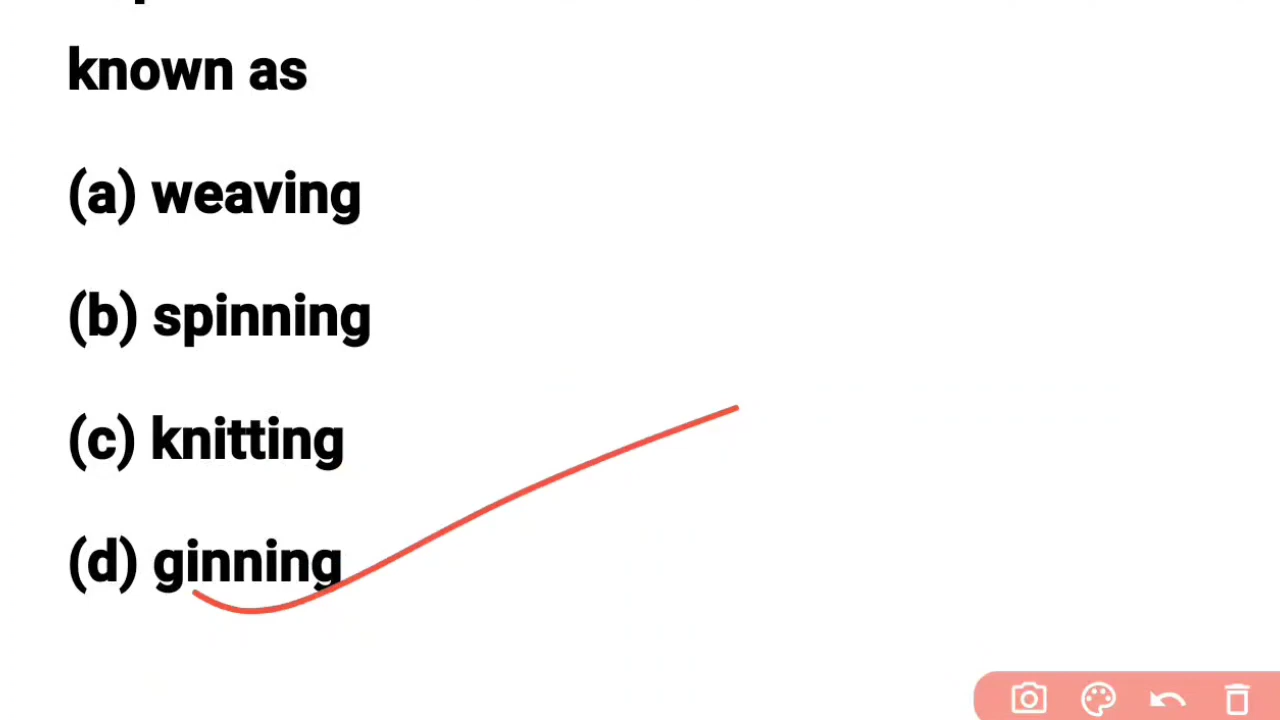 known as
(a) weaving
(b) spinning
(c) knitting
(d) ginning